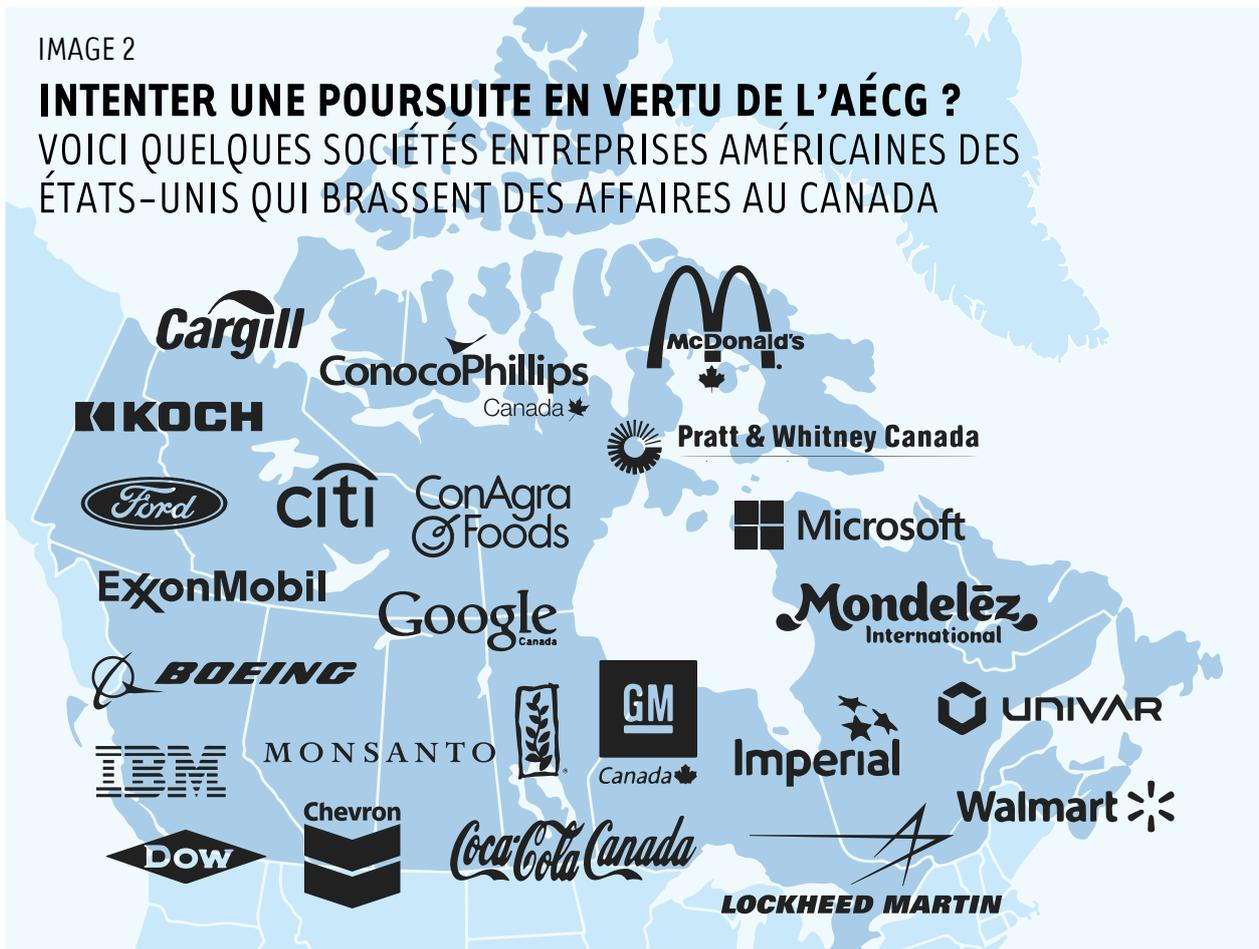 IMAGE 2
INTENTER UNE POURSUITE EN VERTU DE L'AÉCG ?
VOICI QUELQUES SOCIÉTÉS ENTREPRISES AMÉRICAINES DES
ÉTATS-UNIS QUI BRASSENT DES AFFAIRES AU CANADA
Cargill
ConocoPhillips
Canada
McDonald's
KOCH
Pratt & Whitney Canada
Ford
citi
ConAgra
Foods
Microsoft
ExxonMobil
Google
Canada
Mondelēz
International
BOEING
GM
Canada
UNIVAR
IBM
MONSANTO
Imperial
Walmart
Chevron
Dow
Coca-Cola Canada
LOCKHEED MARTIN